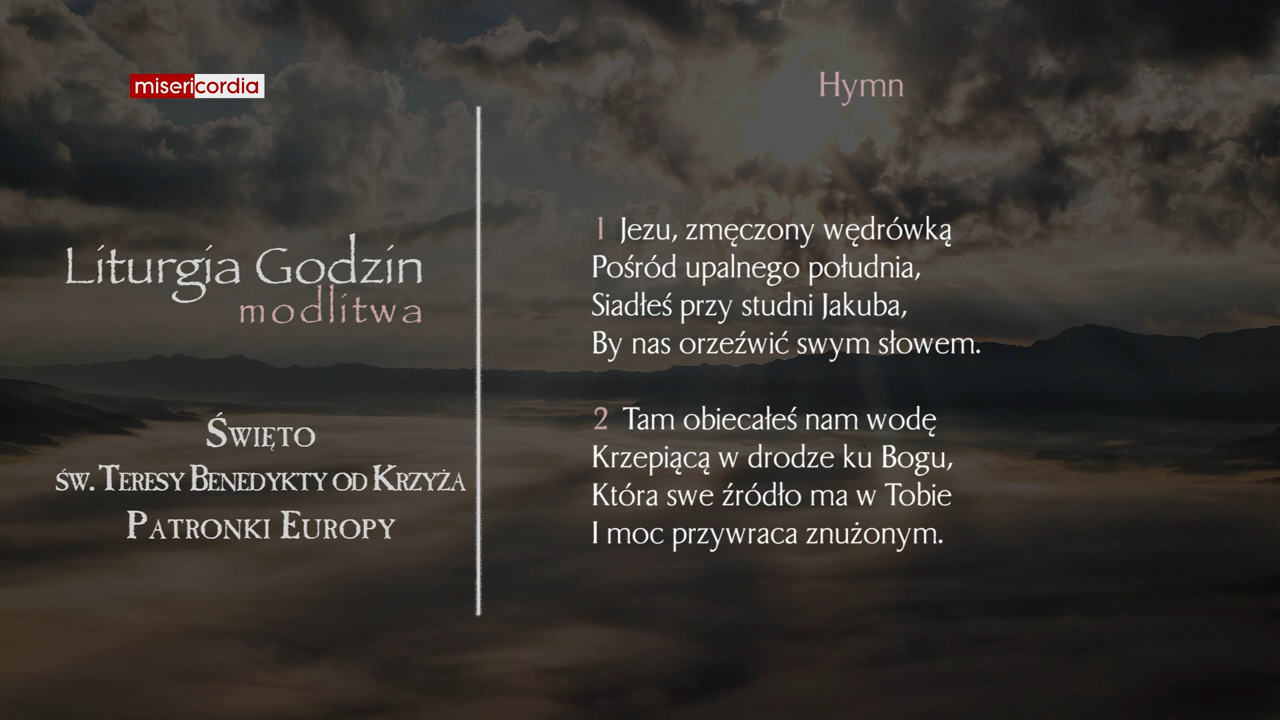 misericordia
Liturgia Godzin
modlitwa
Święto
św. Teresy Benedykty od Krzyża
Patronki Europy
Hymn
1 Jezu, zmęczony wędrówką
Pośród upalnego południa,
Siadłeś przy studni Jakuba,
By nas orzeźwić swym słowem.
2 Tam obiecałeś nam wodę
Krzepiącą w drodze ku Bogu,
Która swe źródło ma w Tobie
I moc przywraca znużonym.